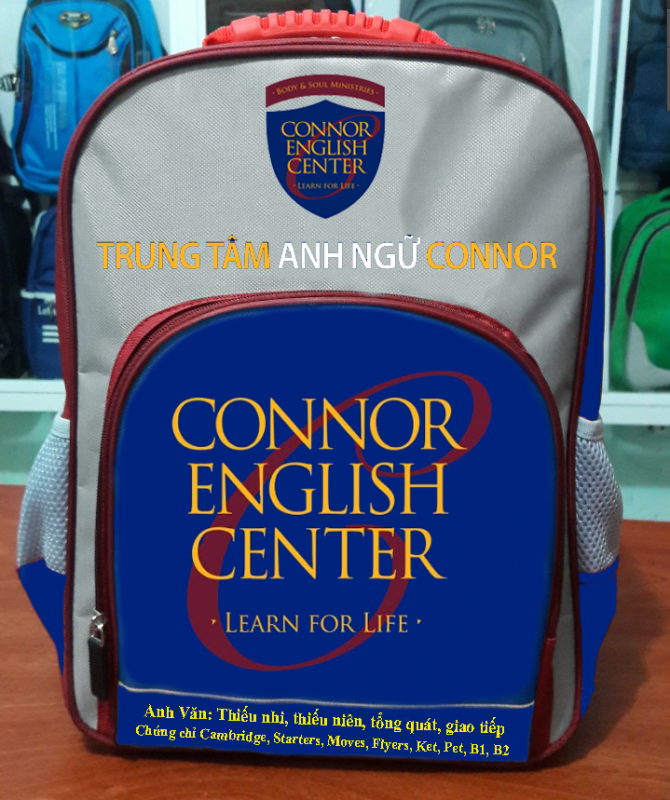 · BODY & SOUL MINISTRIES ·
CONNOR
ENGLISH
CENTER
· LEARN FOR LIFE ·
TRUNG TÂM ANH NGỮ CONNOR
CONNOR
ENGLISH
CENTER
· LEARN FOR LIFE ·
Anh Văn: Thiếu nhi, thiếu niên, tổng quát, giao tiếp
Chứng chỉ Cambridge, Starters, Moves, Flyers, Ket, Pet, B1, B2